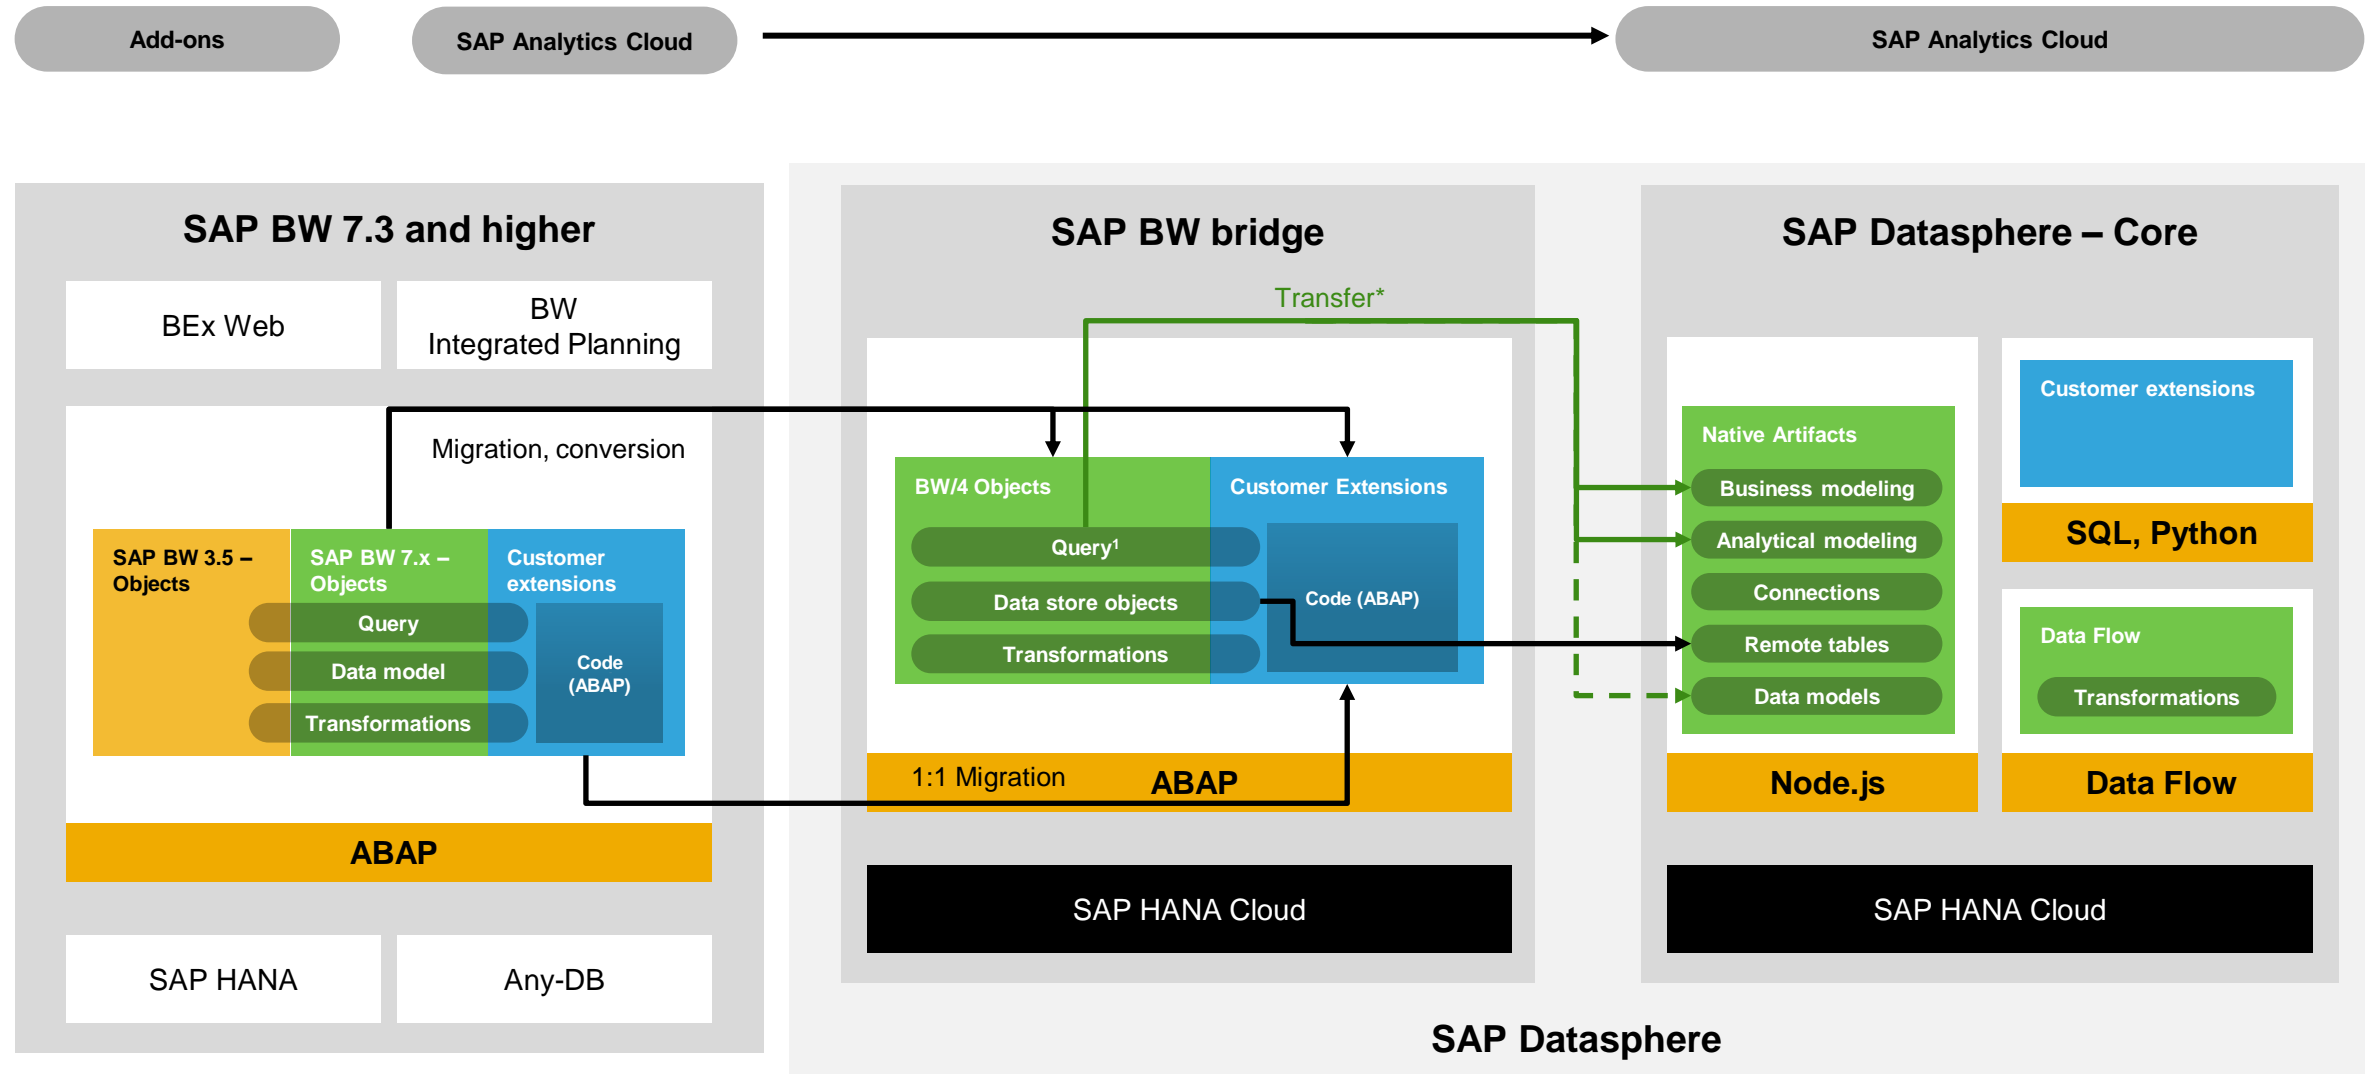 Add-ons
SAP Analytics Cloud
SAP Analytics Cloud
SAP BW 7.3 and higher
BEx Web
BW
Integrated Planning
Migration, conversion
SAP BW 3.5 –
Objects
SAP BW 7.x –
Objects
Customer
extensions
Query
Data model
Transformations
Code
(ABAP)
ABAP
SAP HANA
Any-DB
SAP BW bridge
Transfer*
BW/4 Objects
Customer Extensions
Query¹
Data store objects
Transformations
Code (ABAP)
1:1 Migration
ABAP
SAP HANA Cloud
SAP Datasphere – Core
Native Artifacts
Business modeling
Analytical modeling
Connections
Remote tables
Data models
Node.js
Customer extensions
SQL, Python
Data Flow
Transformations
Data Flow
SAP HANA Cloud
SAP Datasphere